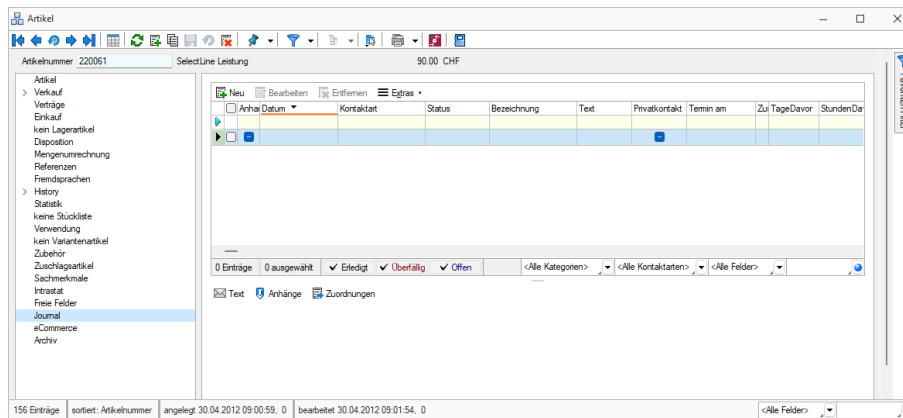 Artikel
Artikelnummer 220061 SelectLine Leistung 90.00 CHF
Artikel
Verkauf
Verträge
Einkauf
kein Lagerartikel
Disposition
Mengenumrechnung
Referenzen
Fremdsprachen
History
Statistik
keine Stückliste
Verwendung
kein Variantenartikel
Zubehör
Zuschlagsartikel
Sachmerkmale
Intrastat
Freie Felder
Journal
eCommerce
Archiv
Neu Bearbeiten Entfernen Extras
Anha Datum Kontaktart Status Bezeichnung Text Privatkontakt Termin am Zu TageDavor StundenDa
0 Einträge 0 ausgewählt Erledigt Überfällig Offen <Alle Kategorien> <Alle Kontaktarten> <Alle Felder>
Text Anhänge Zuordnungen
156 Einträge sortiert: Artikelnummer angelegt 30.04.2012 09:00:59, 0 bearbeitet 30.04.2012 09:01:54, 0 <Alle Felder>